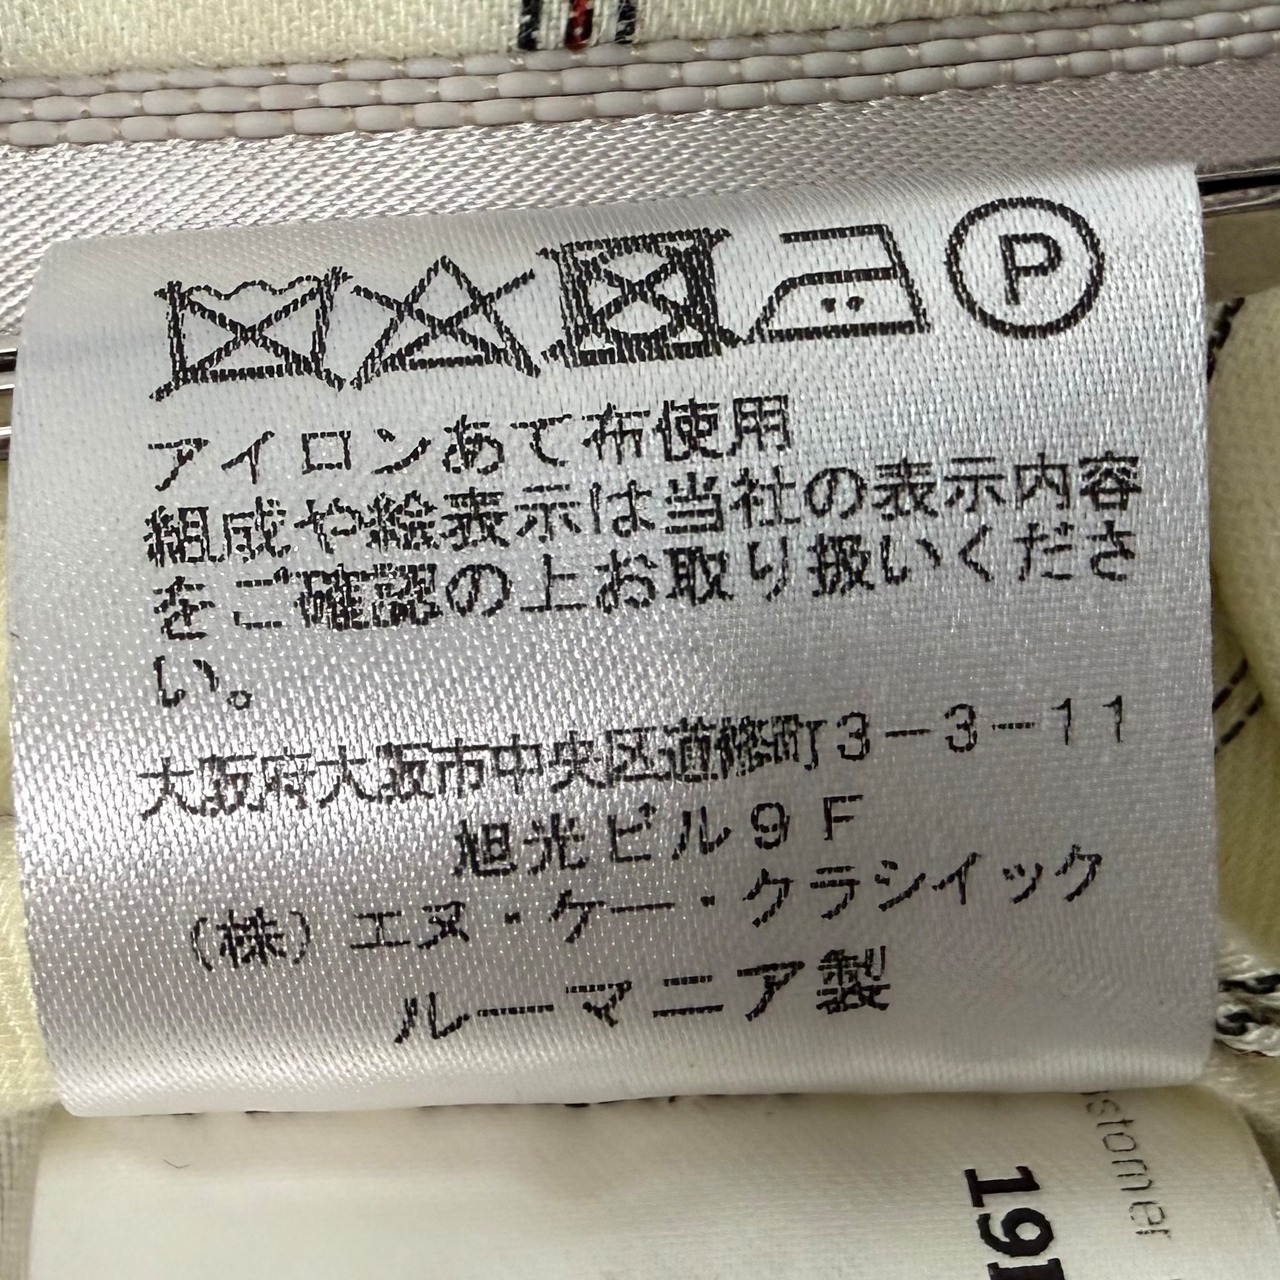 P
アイロンあて布使用
組成や絵表示は当社の表示内容
をご確認の上お取り扱いくださ
い。
大阪府大阪市中央区道修町3-3-11
旭光ビル9F
(株)エヌ・ケー・クラシイック
ルーマニア製
ustomer
19